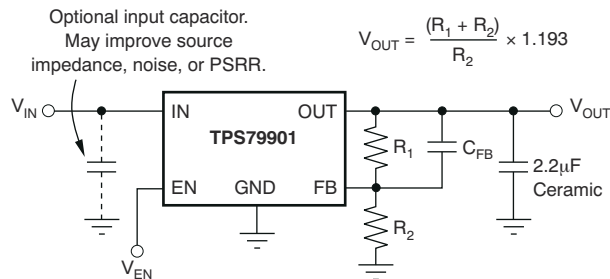 Optional input capacitor.
May improve source
impedance, noise, or PSRR.
V_OUT = (R_1 + R_2) / R_2 × 1.193
V_IN
IN
OUT
V_OUT
TPS79901
R_1
C_FB
2.2μF
Ceramic
EN
GND
FB
R_2
V_EN